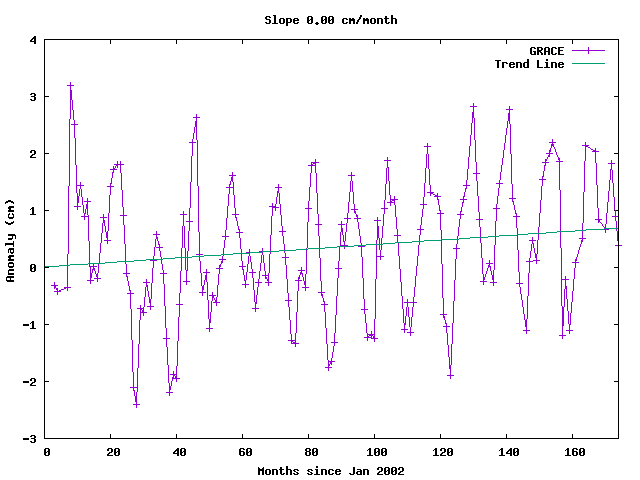 Slope 0.00 cm/month
GRACE
Trend Line
4
3
2
1
0
-1
-2
-3
Anomaly (cm)
0 20 40 60 80 100 120 140 160
Months since Jan 2002